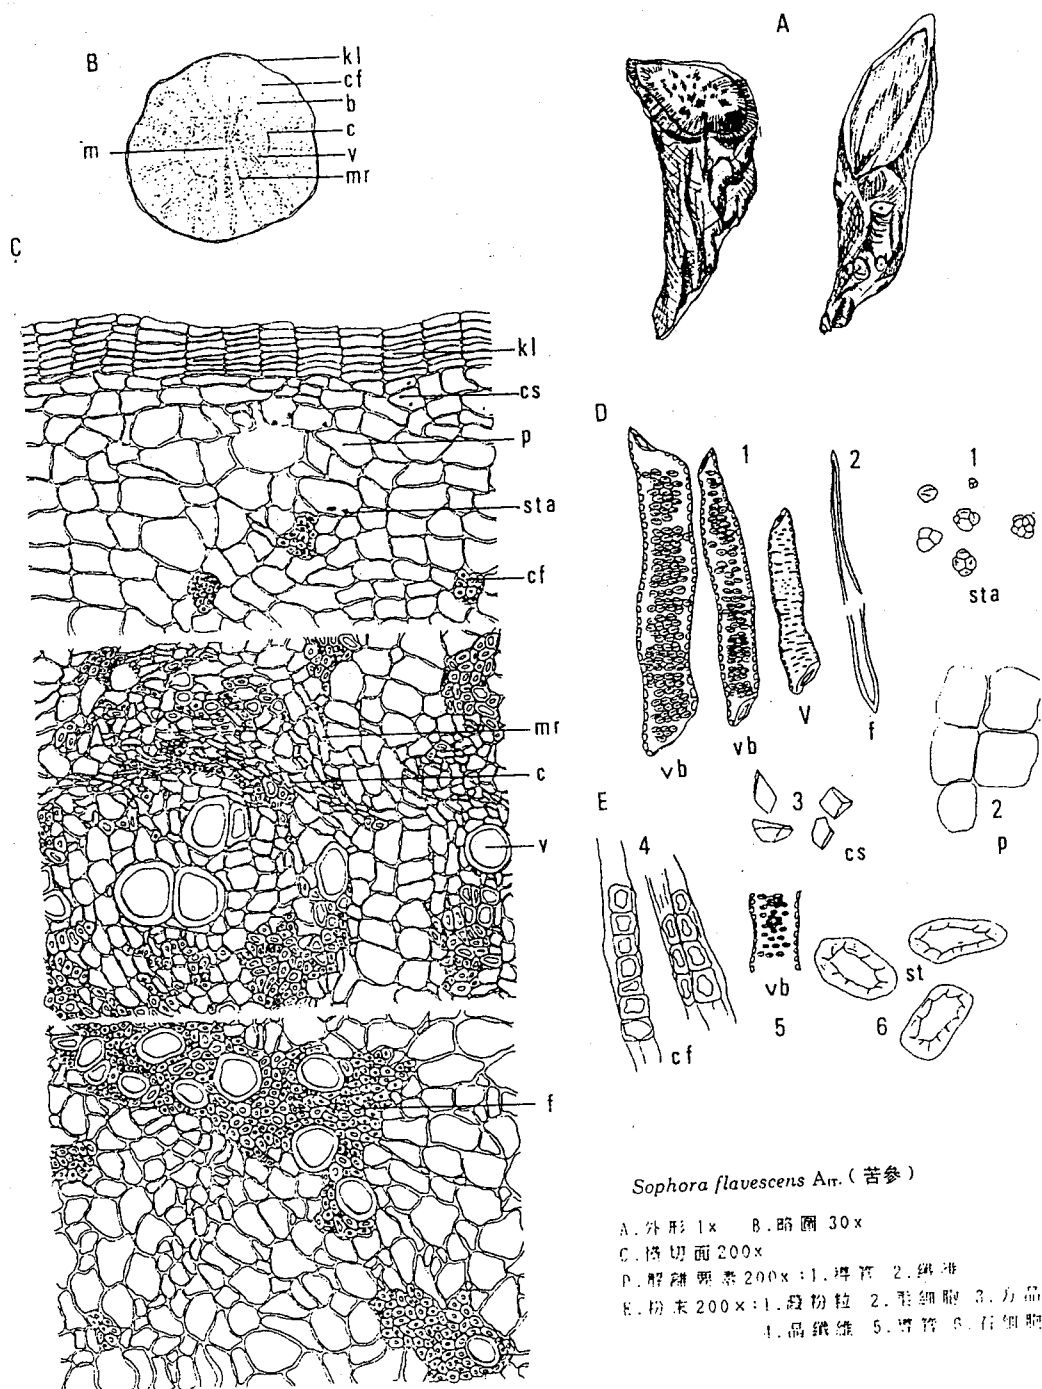 A
B
kl
cf
b
c
v
m
mr
C
kl
cs
p
sta
cf
mr
c
v
f
D
1
2
vb
vb
V
f
1
sta
2
p
E
3
cs
4
cf
vb
5
st
6
Sophora flavescens AIT. (苦參)
A.外形 1x B.略圖 30x
C.橫切面 200x
D.解離要素 200x:1.導管 2.纖維
E.粉末 200x:1.澱粉粒 2.柔細胞 3.方晶
4.晶纖維 5.導管 6.石細胞